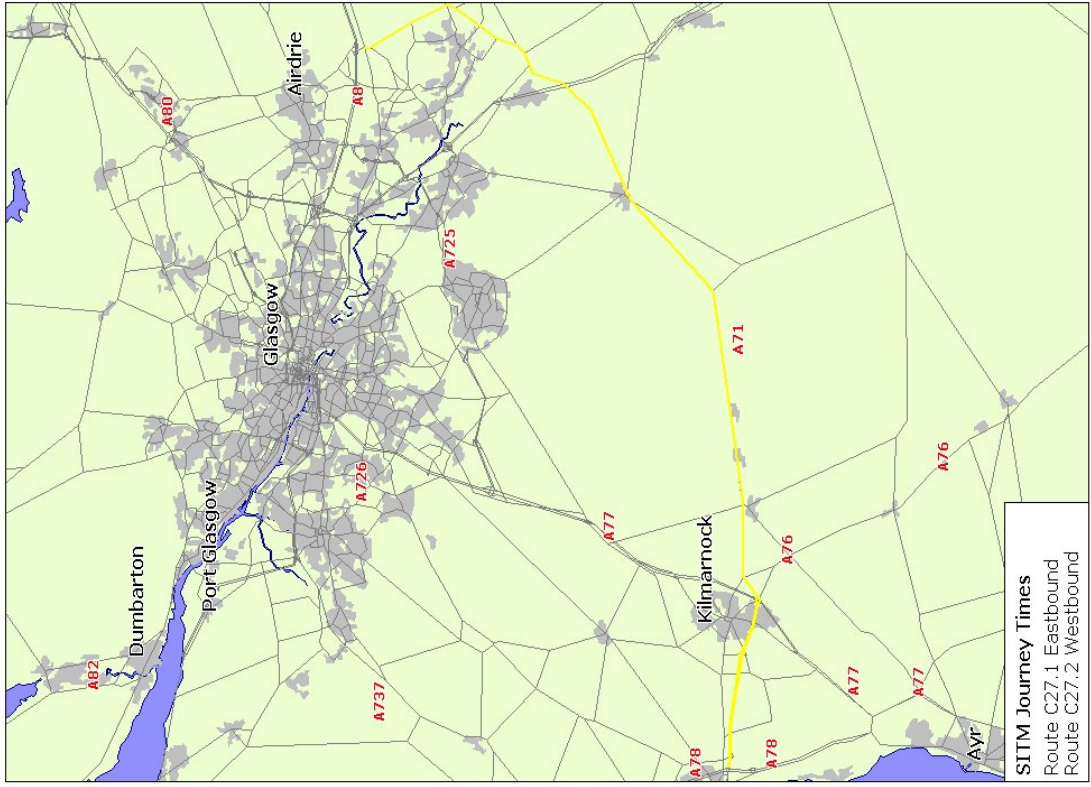 A82
Dumbarton
A80
Port Glasgow
Glasgow
Airdrie
A8
A726
A737
A725
A77
A78
Kilmarnock
A71
A78
A76
A77
A77
A76
Ayr
SITM Journey Times
Route C27.1 Eastbound
Route C27.2 Westbound